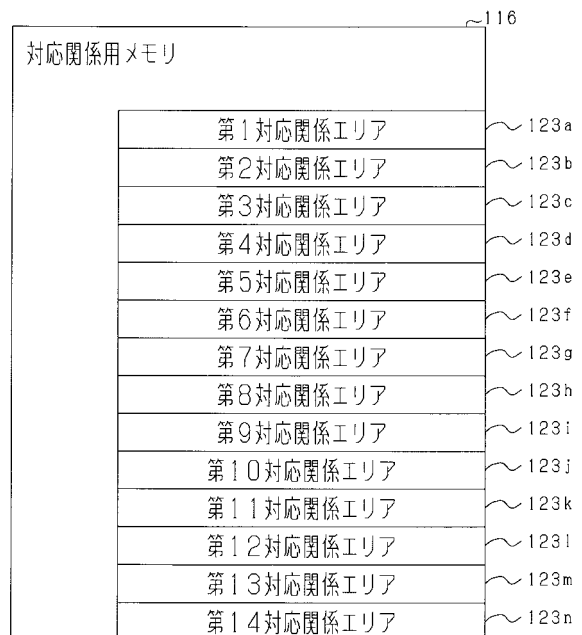 116
対応関係用メモリ
第1対応関係エリア 123a
第2対応関係エリア 123b
第3対応関係エリア 123c
第4対応関係エリア 123d
第5対応関係エリア 123e
第6対応関係エリア 123f
第7対応関係エリア 123g
第8対応関係エリア 123h
第9対応関係エリア 123i
第10対応関係エリア 123j
第11対応関係エリア 123k
第12対応関係エリア 123l
第13対応関係エリア 123m
第14対応関係エリア 123n